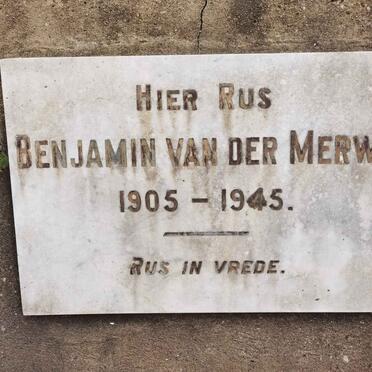 HIER RUS
BENJAMIN VAN DER MERW
1905 – 1945.
RUS IN VREDE.